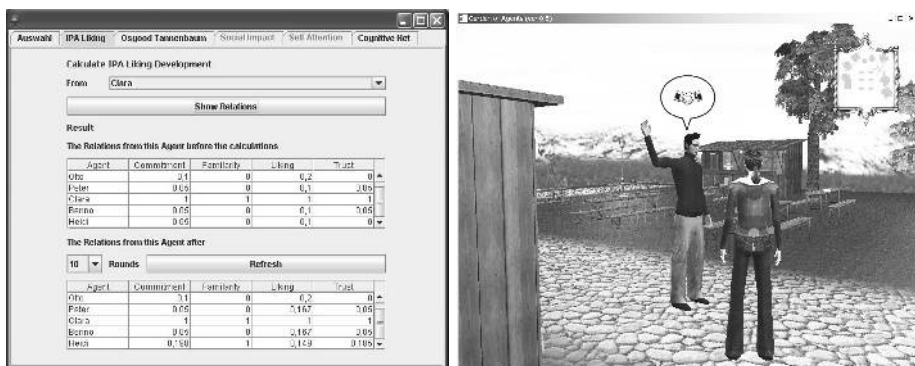 Auswahl IPA Liking Osgood Tannenbaum Social Impact Self Attention Cognitive Net
Calculate IPA Liking Development
From Clara
Show Relations
Result
The Relations from this Agent before the calculations
Agent Commitment Familiarity Liking Trust
Otto 0,1 0 0,2 0
Peter 0.05 0 0,1 0,05
Clara 1 1 1 1
Benno 0.05 0 0,1 0,05
Heidi 0.05 0 0,1 0
The Relations from this Agent after
10 Rounds Refresh
Agent Commitment Familiarity Liking Trust
Otto 0,1 0 0,2 0
Peter 0.05 0 0,167 0,05
Clara 1 1 1 1
Benno 0.05 0 0,167 0,05
Heidi 1 0,149